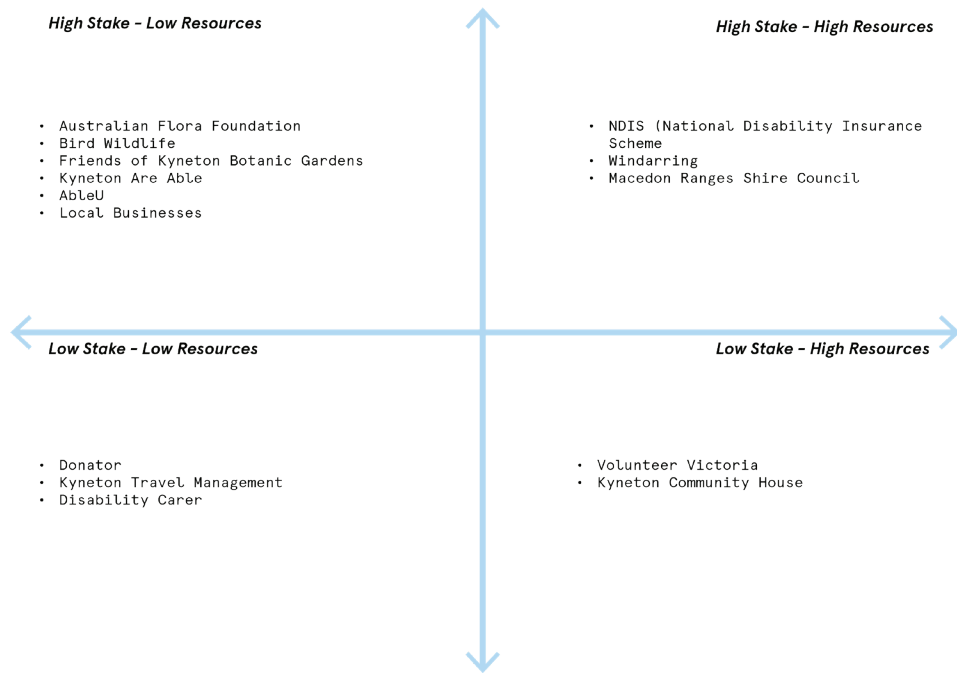 High Stake – Low Resources
High Stake – High Resources
• Australian Flora Foundation
• Bird Wildlife
• Friends of Kyneton Botanic Gardens
• Kyneton Are Able
• AbleU
• Local Businesses
• NDIS (National Disability Insurance
Scheme
• Windarring
• Macedon Ranges Shire Council
Low Stake – Low Resources
Low Stake – High Resources
• Donator
• Kyneton Travel Management
• Disability Carer
• Volunteer Victoria
• Kyneton Community House